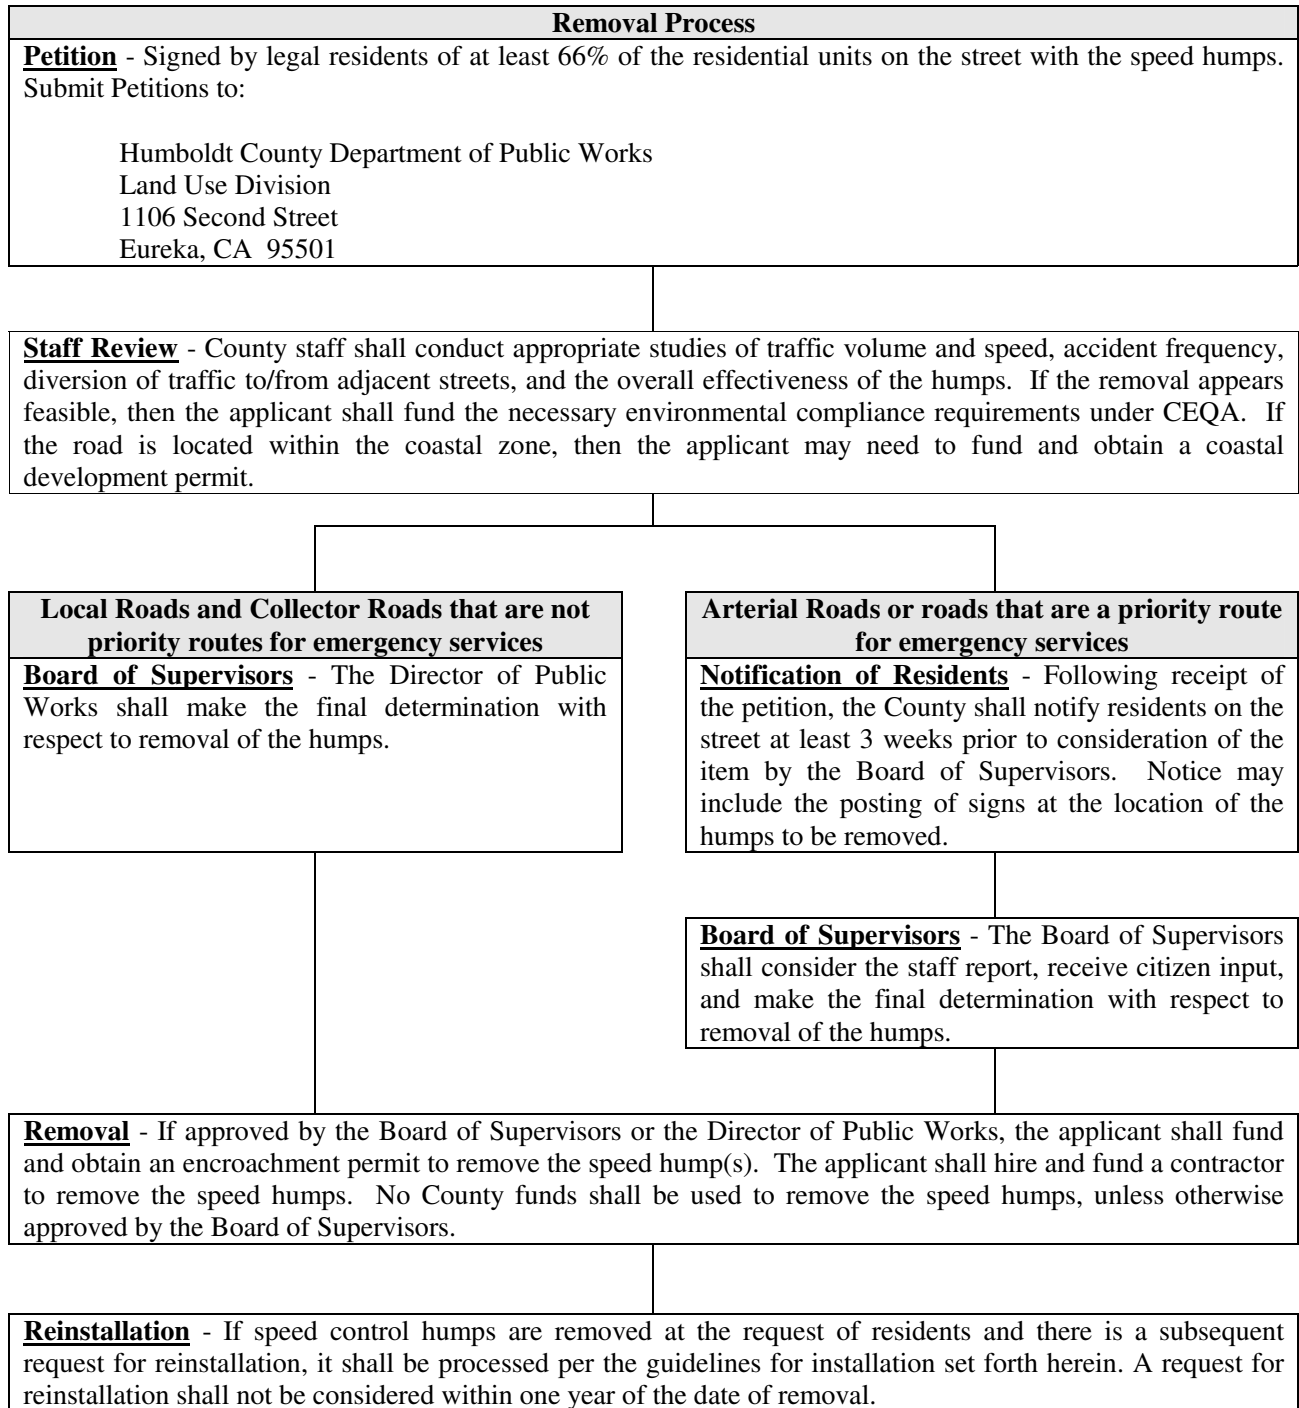 Removal Process
Petition - Signed by legal residents of at least 66% of the residential units on the street with the speed humps.
Submit Petitions to:
Humboldt County Department of Public Works
Land Use Division
1106 Second Street
Eureka, CA  95501
Staff Review - County staff shall conduct appropriate studies of traffic volume and speed, accident frequency,
diversion of traffic to/from adjacent streets, and the overall effectiveness of the humps.  If the removal appears
feasible, then the applicant shall fund the necessary environmental compliance requirements under CEQA.  If
the road is located within the coastal zone, then the applicant may need to fund and obtain a coastal
development permit.
Local Roads and Collector Roads that are not
priority routes for emergency services
Board of Supervisors - The Director of Public
Works shall make the final determination with
respect to removal of the humps.
Arterial Roads or roads that are a priority route
for emergency services
Notification of Residents - Following receipt of
the petition, the County shall notify residents on the
street at least 3 weeks prior to consideration of the
item by the Board of Supervisors.  Notice may
include the posting of signs at the location of the
humps to be removed.
Board of Supervisors - The Board of Supervisors
shall consider the staff report, receive citizen input,
and make the final determination with respect to
removal of the humps.
Removal - If approved by the Board of Supervisors or the Director of Public Works, the applicant shall fund
and obtain an encroachment permit to remove the speed hump(s).  The applicant shall hire and fund a contractor
to remove the speed humps.  No County funds shall be used to remove the speed humps, unless otherwise
approved by the Board of Supervisors.
Reinstallation - If speed control humps are removed at the request of residents and there is a subsequent
request for reinstallation, it shall be processed per the guidelines for installation set forth herein. A request for
reinstallation shall not be considered within one year of the date of removal.